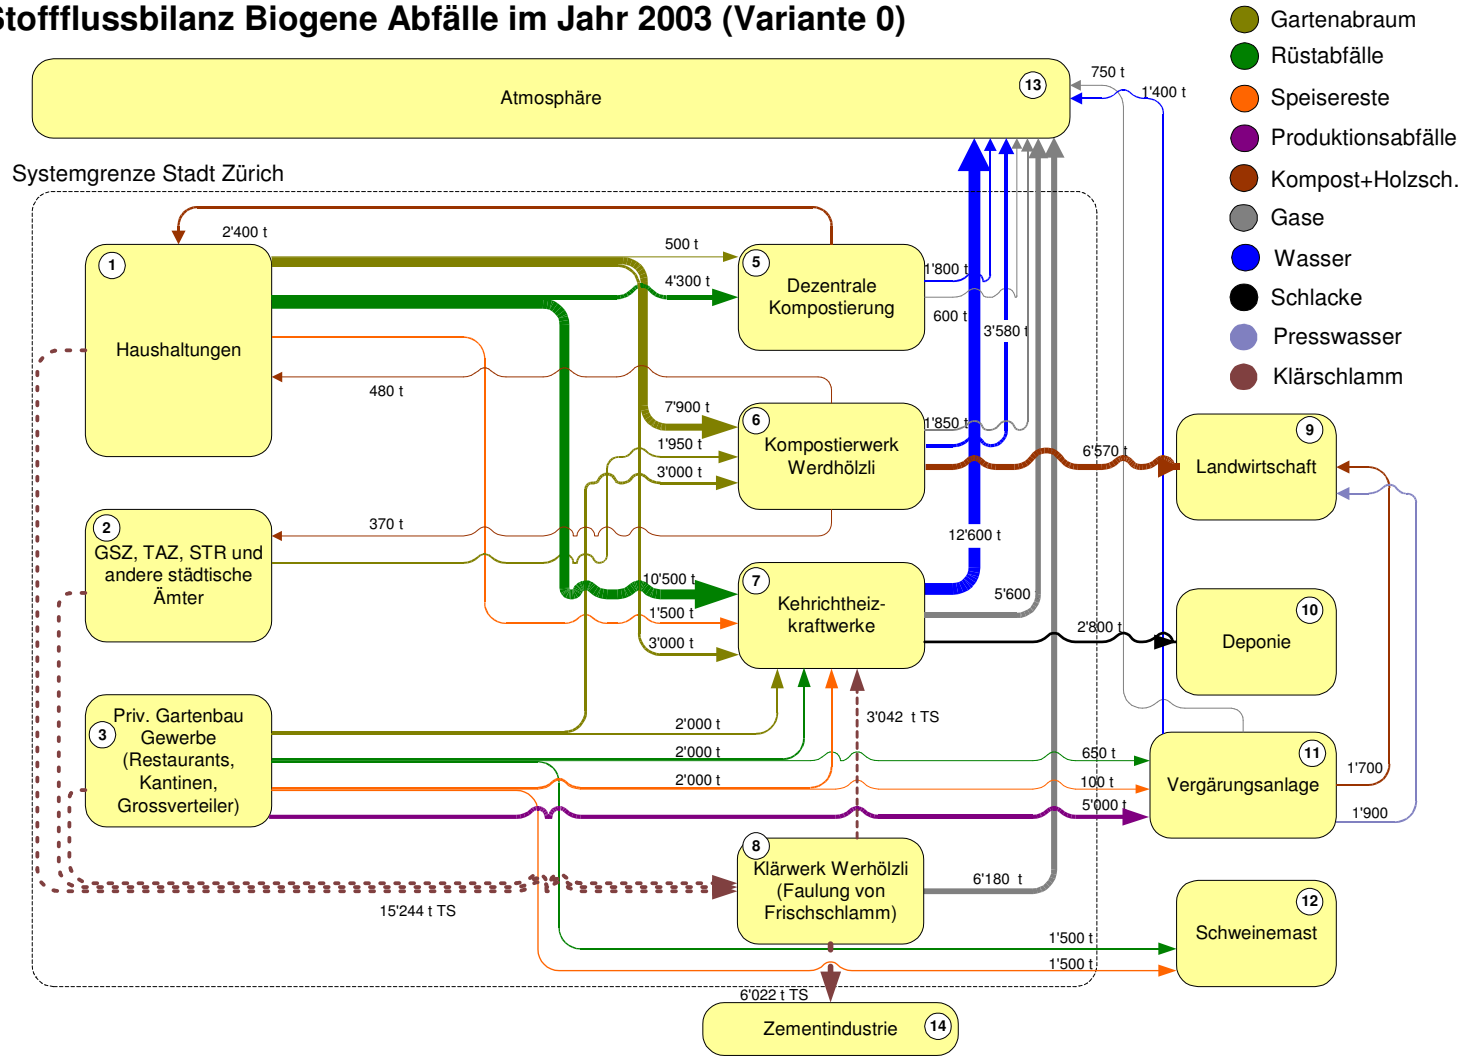 Stoffflussbilanz Biogene Abfälle im Jahr 2003 (Variante 0)
Gartenabraum
Rüstabfälle
Speisereste
Produktionsabfälle
Kompost+Holzsch.
Gase
Wasser
Schlacke
Presswasser
Klärschlamm
13
Atmosphäre
750 t
1'400 t
Systemgrenze Stadt Zürich
2'400 t
500 t
4'300 t
1
Haushaltungen
5
Dezentrale
Kompostierung
1'800 t
600 t
3'580 t
480 t
7'900 t
1'950 t
3'000 t
6
Kompostierwerk
Werdhölzli
1'850 t
6'570 t
9
Landwirtschaft
370 t
2
GSZ, TAZ, STR und
andere städtische
Ämter
12'600 t
10'500 t
1'500 t
3'000 t
7
Kehrichtheiz-
kraftwerke
5'600
2'800 t
10
Deponie
3
Priv. Gartenbau
Gewerbe
(Restaurants,
Kantinen,
Grossverteiler)
2'000 t
2'000 t
2'000 t
3'042 t TS
650 t
100 t
5'000 t
11
Vergärungsanlage
1'700
1'900
8
Klärwerk Werhölzli
(Faulung von
Frischschlamm)
6'180 t
15'244 t TS
12
Schweinemast
1'500 t
1'500 t
6'022 t TS
Zementindustrie
14